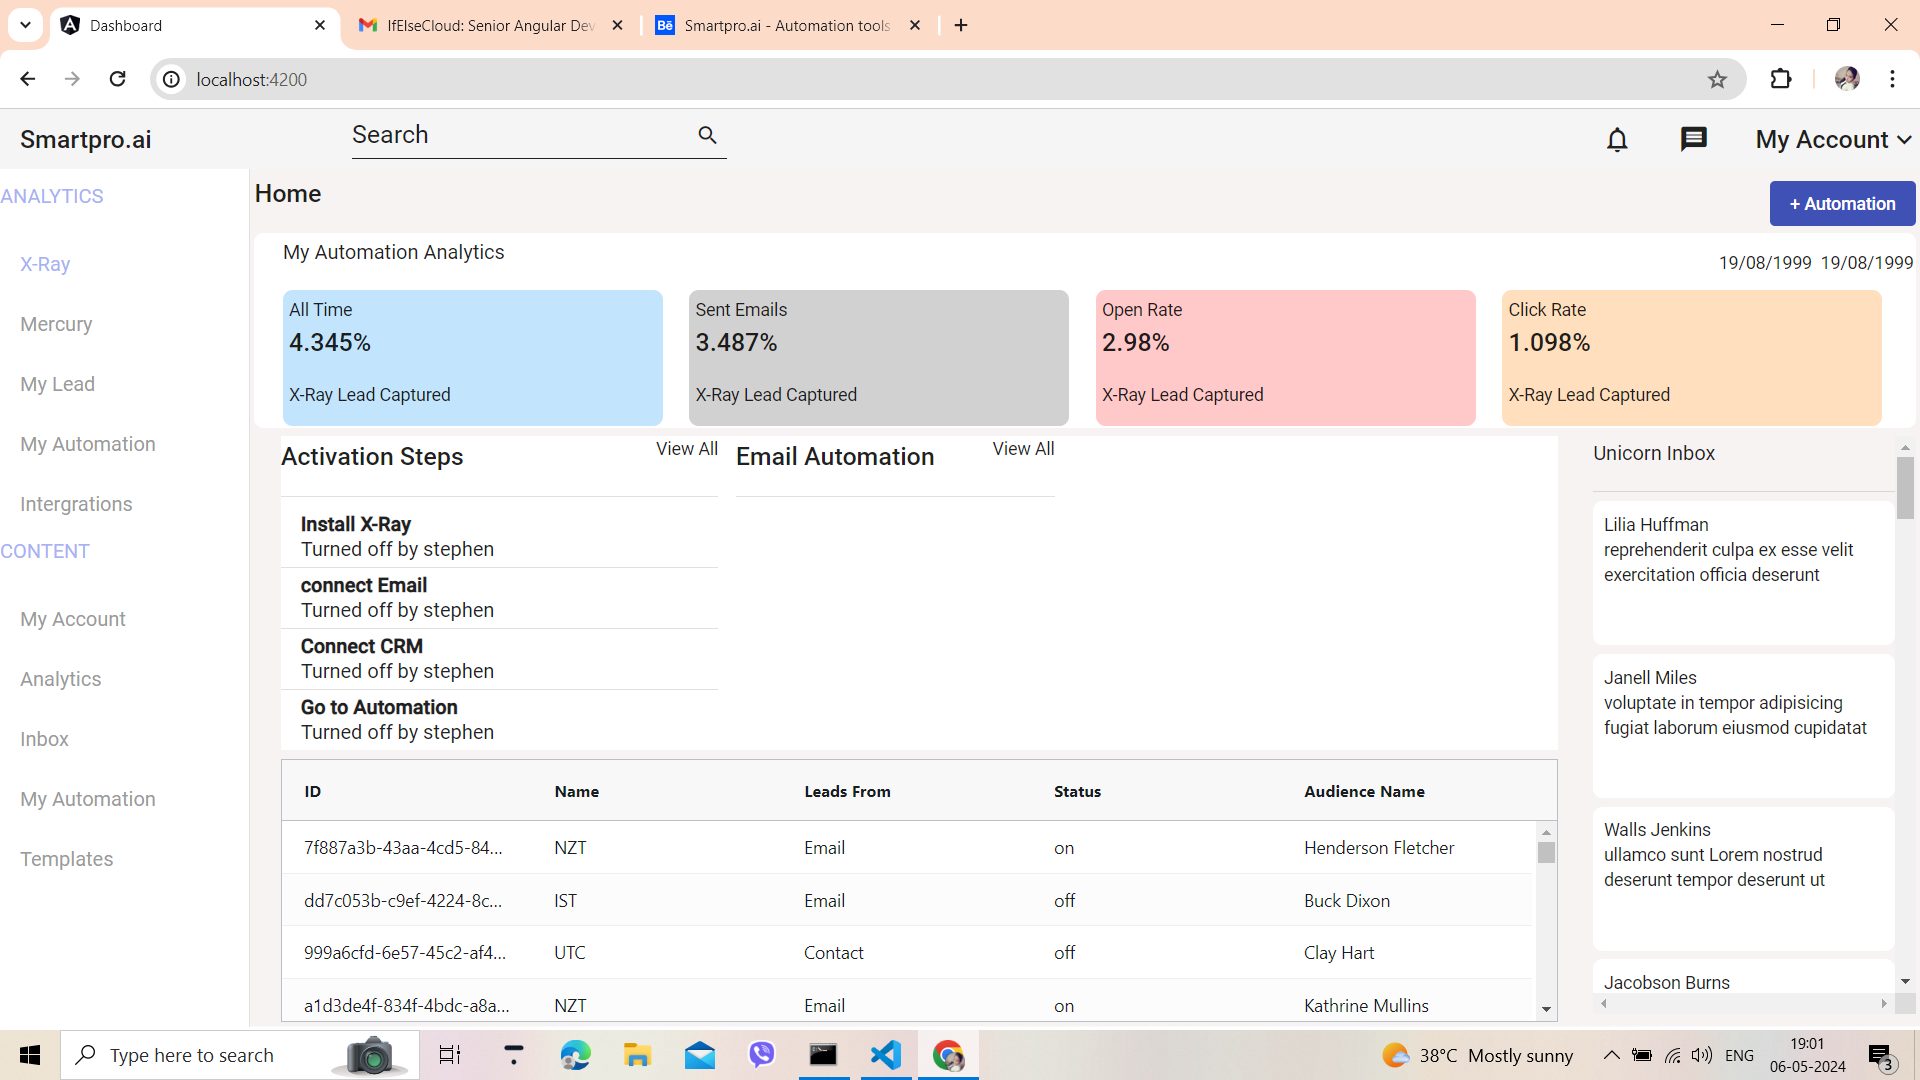 Dashboard
IfElseCloud: Senior Angular Dev
Smartpro.ai - Automation tools
localhost:4200
Smartpro.ai
Search
My Account
ANALYTICS
X-Ray
Mercury
My Lead
My Automation
Intergrations
CONTENT
My Account
Analytics
Inbox
My Automation
Templates
Home
+ Automation
My Automation Analytics
19/08/1999 19/08/1999
All Time
4.345%
X-Ray Lead Captured
Sent Emails
3.487%
X-Ray Lead Captured
Open Rate
2.98%
X-Ray Lead Captured
Click Rate
1.098%
X-Ray Lead Captured
Activation Steps
View All
Install X-Ray
Turned off by stephen
connect Email
Turned off by stephen
Connect CRM
Turned off by stephen
Go to Automation
Turned off by stephen
Email Automation
View All
Unicorn Inbox
Lilia Huffman
reprehenderit culpa ex esse velit
exercitation officia deserunt
Janell Miles
voluptate in tempor adipisicing
fugiat laborum eiusmod cupidatat
Walls Jenkins
ullamco sunt Lorem nostrud
deserunt tempor deserunt ut
Jacobson Burns
ID Name Leads From Status Audience Name
7f887a3b-43aa-4cd5-84... NZT Email on Henderson Fletcher
dd7c053b-c9ef-4224-8c... IST Email off Buck Dixon
999a6cfd-6e57-45c2-af4... UTC Contact off Clay Hart
a1d3de4f-834f-4bdc-a8a... NZT Email on Kathrine Mullins
Type here to search
38°C Mostly sunny
ENG
19:01
06-05-2024
3